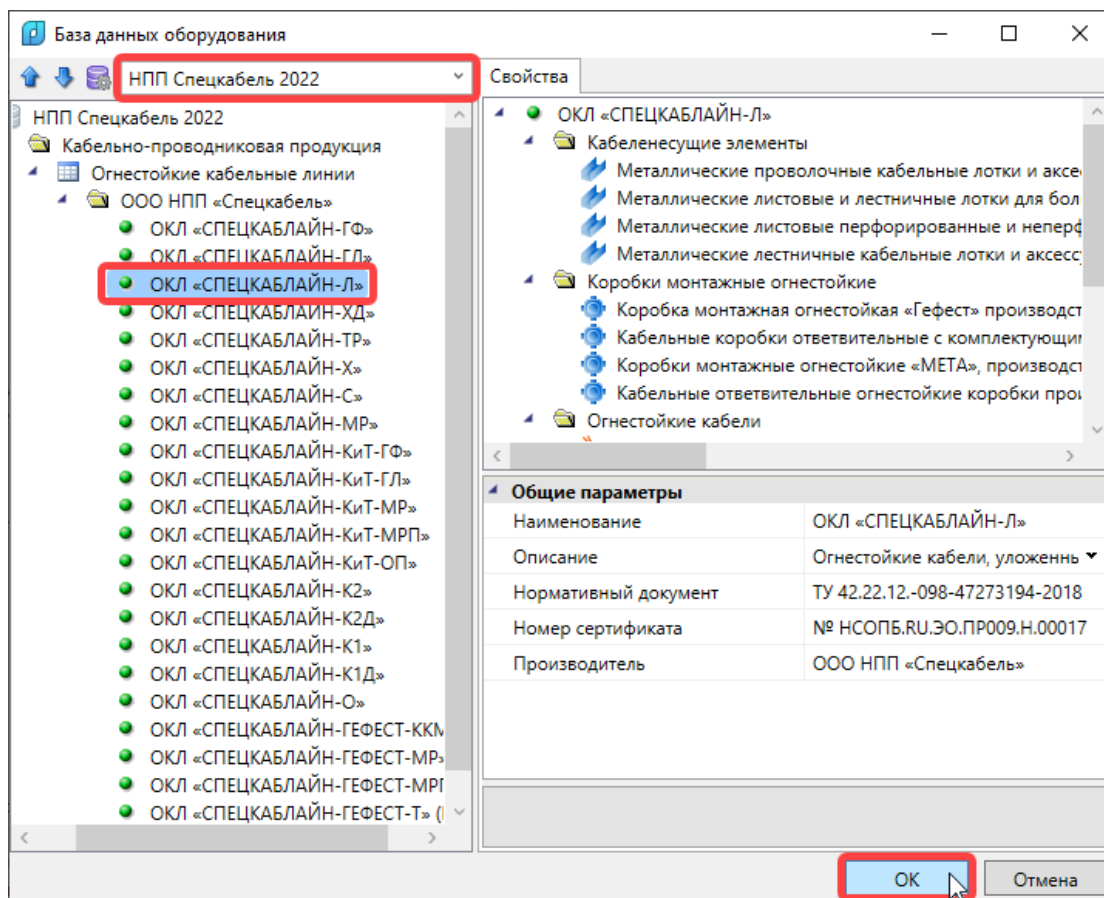 База данных оборудования
НПП Спецкабель 2022
НПП Спецкабель 2022
Кабельно-проводниковая продукция
Огнестойкие кабельные линии
ООО НПП «Спецкабель»
ОКЛ «СПЕЦКАБЛАЙН-ГФ»
ОКЛ «СПЕЦКАБЛАЙН-ГЛ»
ОКЛ «СПЕЦКАБЛАЙН-Л»
ОКЛ «СПЕЦКАБЛАЙН-ХД»
ОКЛ «СПЕЦКАБЛАЙН-ТР»
ОКЛ «СПЕЦКАБЛАЙН-Х»
ОКЛ «СПЕЦКАБЛАЙН-С»
ОКЛ «СПЕЦКАБЛАЙН-МР»
ОКЛ «СПЕЦКАБЛАЙН-КиТ-ГФ»
ОКЛ «СПЕЦКАБЛАЙН-КиТ-ГЛ»
ОКЛ «СПЕЦКАБЛАЙН-КиТ-МР»
ОКЛ «СПЕЦКАБЛАЙН-КиТ-МРП»
ОКЛ «СПЕЦКАБЛАЙН-КиТ-ОП»
ОКЛ «СПЕЦКАБЛАЙН-К2»
ОКЛ «СПЕЦКАБЛАЙН-К2Д»
ОКЛ «СПЕЦКАБЛАЙН-К1»
ОКЛ «СПЕЦКАБЛАЙН-К1Д»
ОКЛ «СПЕЦКАБЛАЙН-О»
ОКЛ «СПЕЦКАБЛАЙН-ГЕФЕСТ-ККМ
ОКЛ «СПЕЦКАБЛАЙН-ГЕФЕСТ-МР»
ОКЛ «СПЕЦКАБЛАЙН-ГЕФЕСТ-МРГ
ОКЛ «СПЕЦКАБЛАЙН-ГЕФЕСТ-Т» (
Свойства
ОКЛ «СПЕЦКАБЛАЙН-Л»
Кабеленесущие элементы
Металлические проволочные кабельные лотки и аксе
Металлические листовые и лестничные лотки для бол
Металлические листовые перфорированные и неперф
Металлические лестничные кабельные лотки и аксесс
Коробки монтажные огнестойкие
Коробка монтажная огнестойкая «Гефест» производст
Кабельные коробки ответвительные с комплектующи
Коробки монтажные огнестойкие «МЕТА», производст
Кабельные ответвительные огнестойкие коробки прои
Огнестойкие кабели
Общие параметры
Наименование ОКЛ «СПЕЦКАБЛАЙН-Л»
Описание Огнестойкие кабели, уложеннь
Нормативный документ ТУ 42.22.12.-098-47273194-2018
Номер сертификата № НСОПБ.RU.ЭО.ПР009.Н.00017
Производитель ООО НПП «Спецкабель»
ОК Отмена